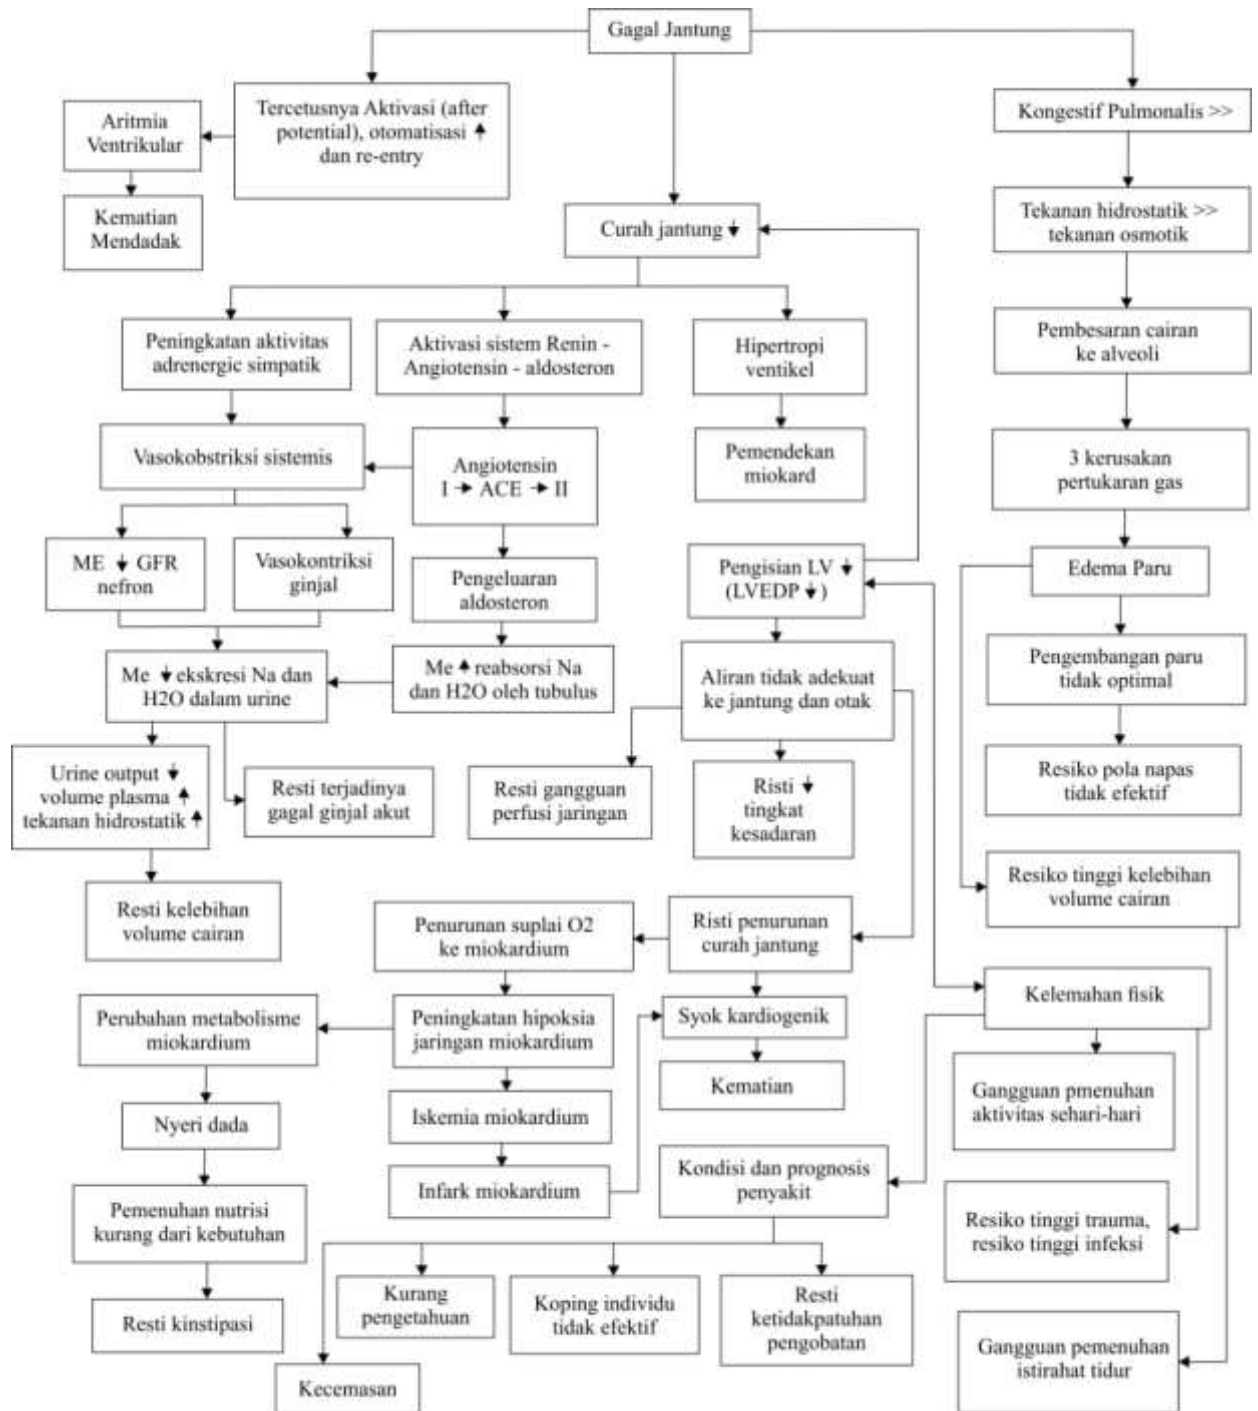 Gagal Jantung
Tercetusnya Aktivasi (after
potential), otomatisasi ↑
dan re-entry
Aritmia
Ventrikular
Kematian
Mendadak
Kongestif Pulmonalis >>
Tekanan hidrostatik >>
tekanan osmotik
Curah jantung ↓
Peningkatan aktivitas
adrenergic simpatik
Aktivasi sistem Renin -
Angiotensin - aldosteron
Hipertropi
ventikel
Pembesaran cairan
ke alveoli
Vasokobstriksi sistemis
Angiotensin
I → ACE → II
Pemendekan
miokard
3 kerusakan
pertukaran gas
ME ↓ GFR
nefron
Vasokontriksi
ginjal
Pengeluaran
aldosteron
Pengisian LV ↓
(LVEDP ↓)
Edema Paru
Me ↓ ekskresi Na dan
H2O dalam urine
Me ↑ reabsorsi Na
dan H2O oleh tubulus
Aliran tidak adekuat
ke jantung dan otak
Pengembangan paru
tidak optimal
Urine output ↓
volume plasma ↑
tekanan hidrostatik ↑
Resti terjadinya
gagal ginjal akut
Resti gangguan
perfusi jaringan
Risti ↓
tingkat
kesadaran
Resiko pola napas
tidak efektif
Resti kelebihan
volume cairan
Penurunan suplai O2
ke miokardium
Risti penurunan
curah jantung
Resiko tinggi kelebihan
volume cairan
Perubahan metabolisme
miokardium
Peningkatan hipoksia
jaringan miokardium
Syok kardiogenik
Kelemahan fisik
Kematian
Nyeri dada
Iskemia miokardium
Gangguan pmenuhan
aktivitas sehari-hari
Infark miokardium
Kondisi dan prognosis
penyakit
Pemenuhan nutrisi
kurang dari kebutuhan
Resiko tinggi trauma,
resiko tinggi infeksi
Resti kinstipasi
Kurang
pengetahuan
Koping individu
tidak efektif
Resti
ketidakpatuhan
pengobatan
Gangguan pemenuhan
istirahat tidur
Kecemasan